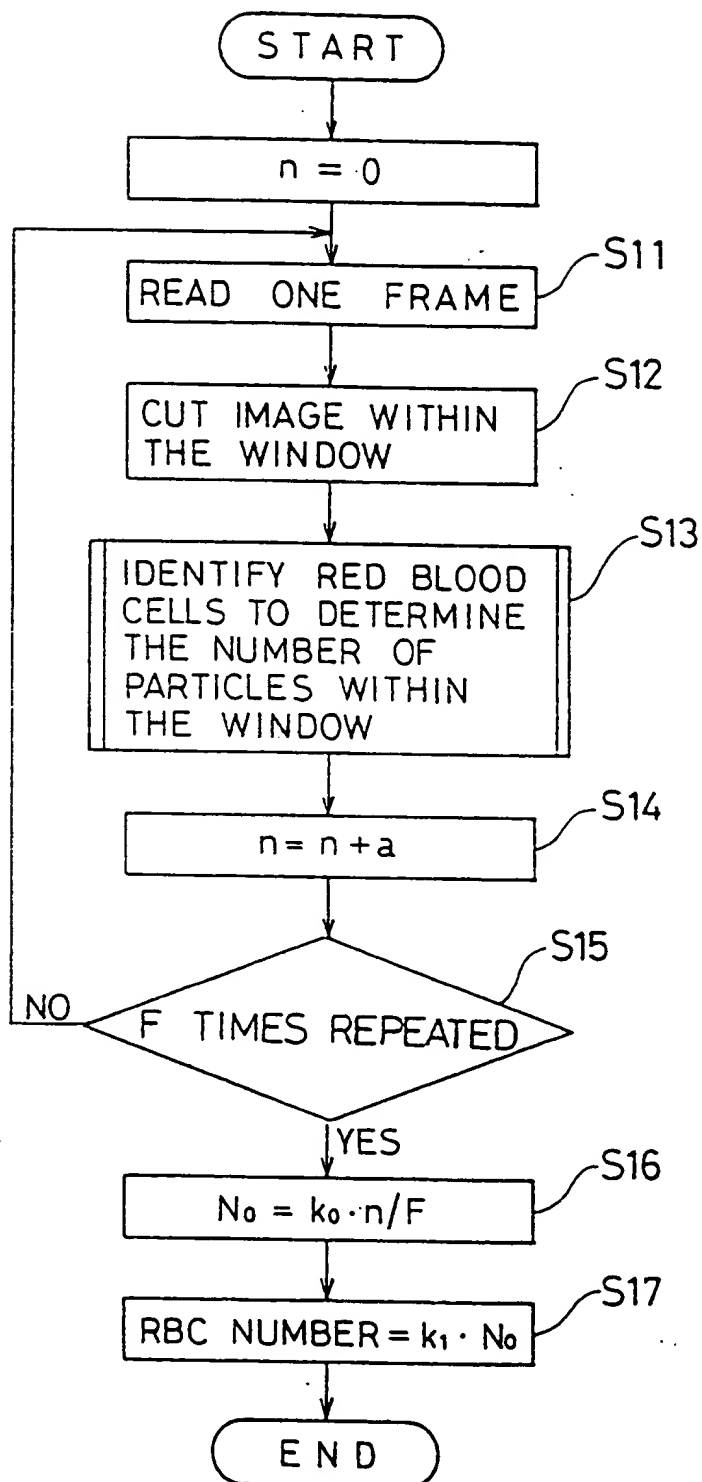 START
n = 0
S11
READ ONE FRAME
S12
CUT IMAGE WITHIN
THE WINDOW
S13
IDENTIFY RED BLOOD
CELLS TO DETERMINE
THE NUMBER OF
PARTICLES WITHIN
THE WINDOW
S14
n = n + a
S15
NO
F TIMES REPEATED
YES
S16
N₀ = k₀·n/F
S17
RBC NUMBER = k₁ · N₀
END